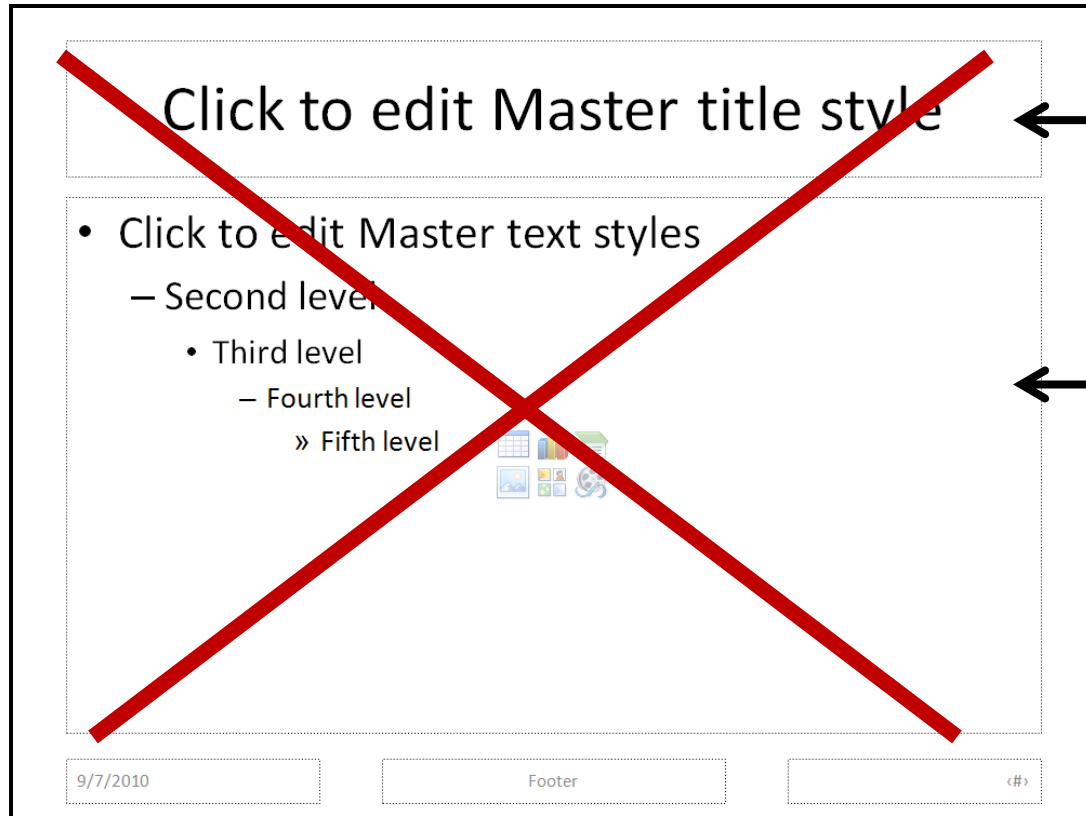 Click to edit Master title style
• Click to edit Master text styles
– Second level
• Third level
– Fourth level
» Fifth level
9/7/2010 Footer ‹#›